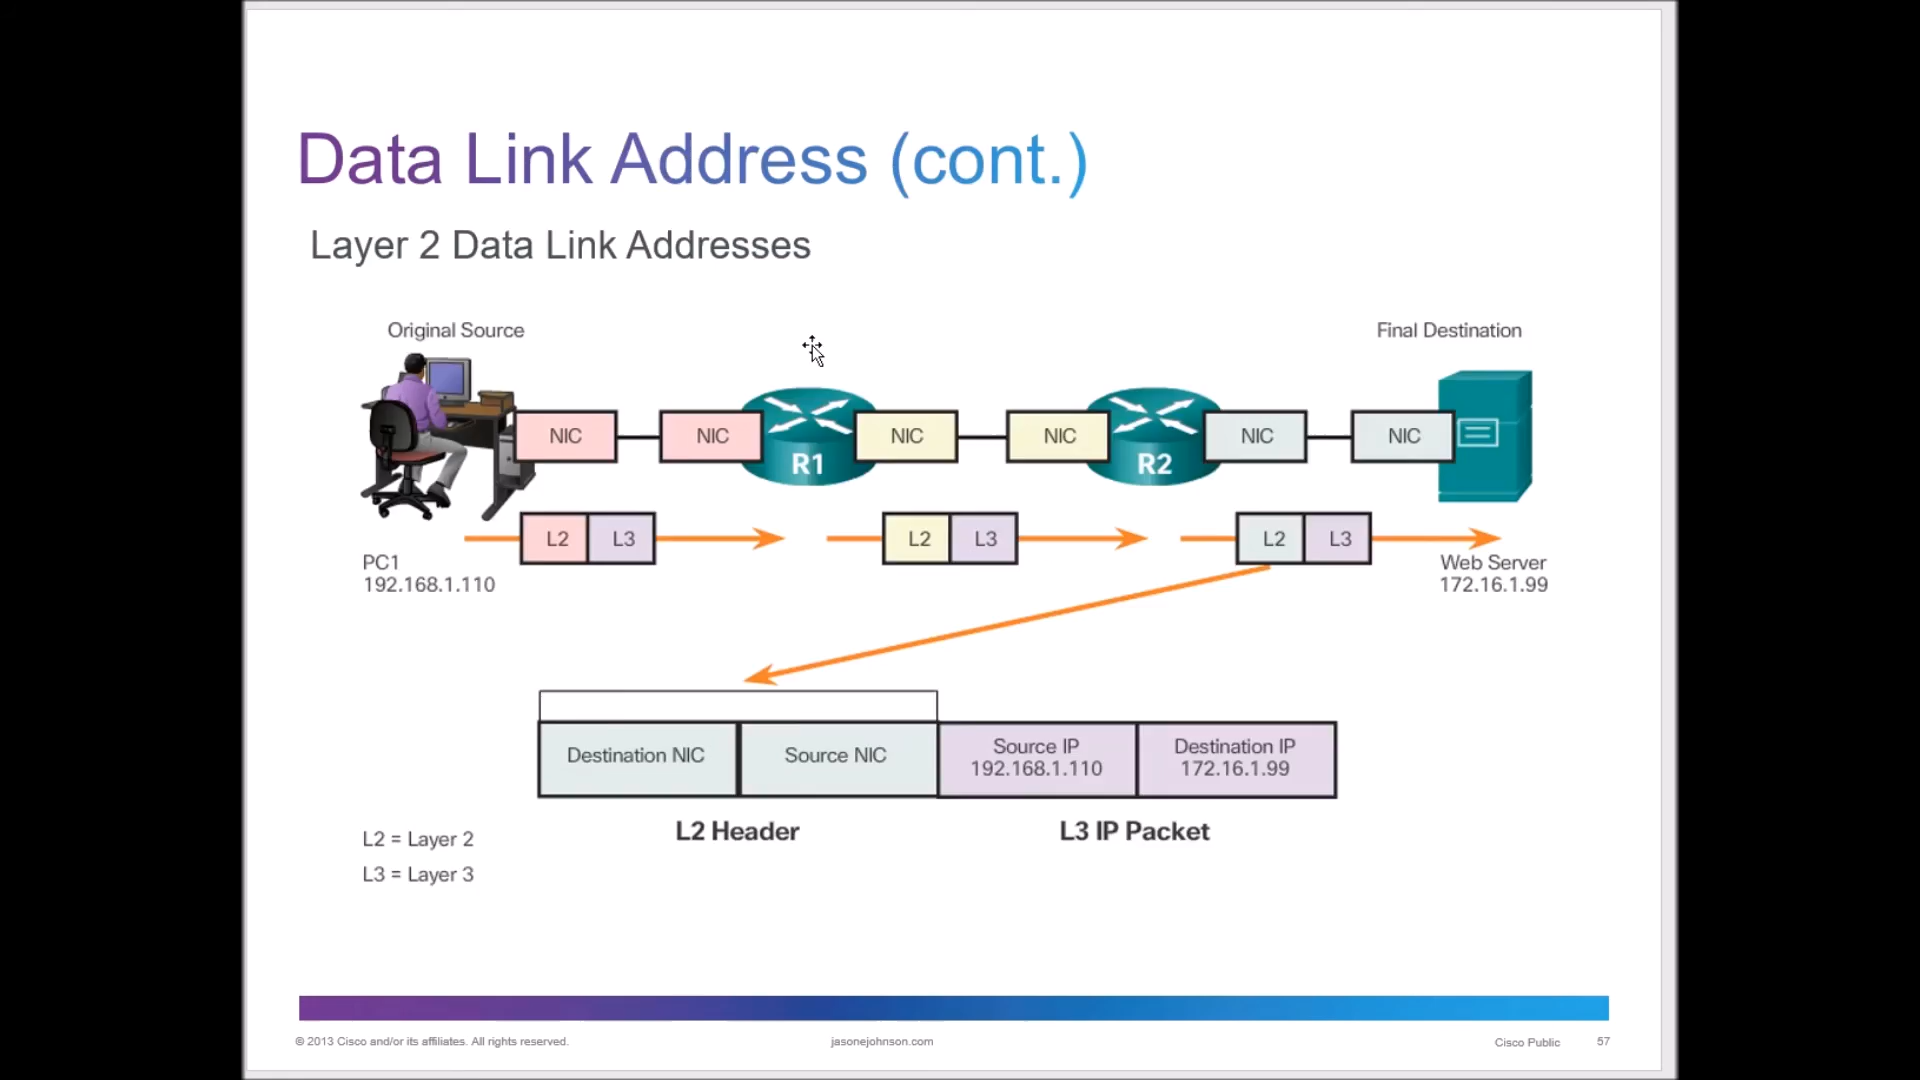 Data Link Address (cont.)
Layer 2 Data Link Addresses
Original Source
Final Destination
NIC
NIC
R1
NIC
NIC
R2
NIC
NIC
L2
L3
L2
L3
L2
L3
PC1
192.168.1.110
Web Server
172.16.1.99
Destination NIC
Source NIC
Source IP
192.168.1.110
Destination IP
172.16.1.99
L2 Header
L3 IP Packet
L2 = Layer 2
L3 = Layer 3
© 2013 Cisco and/or its affiliates. All rights reserved.
jasonejohnson.com
Cisco Public
57